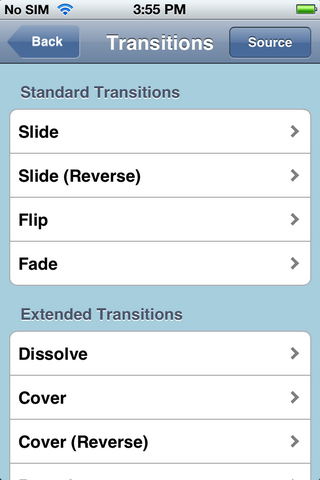 No SIM 3:55 PM
Back Transitions Source
Standard Transitions
Slide
Slide (Reverse)
Flip
Fade
Extended Transitions
Dissolve
Cover
Cover (Reverse)